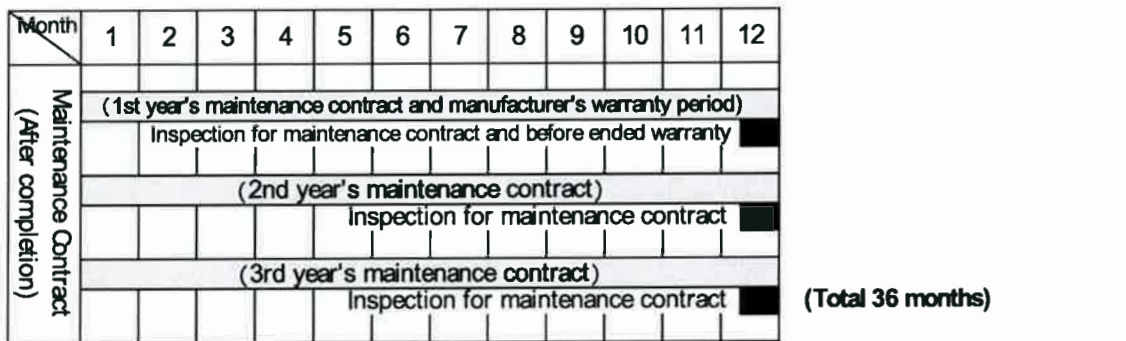 Month 1 2 3 4 5 6 7 8 9 10 11 12
Maintenance Contract
(After completion)
(1st year's maintenance contract and manufacturer's warranty period)
Inspection for maintenance contract and before ended warranty
(2nd year's maintenance contract)
Inspection for maintenance contract
(3rd year's maintenance contract)
Inspection for maintenance contract
(Total 36 months)